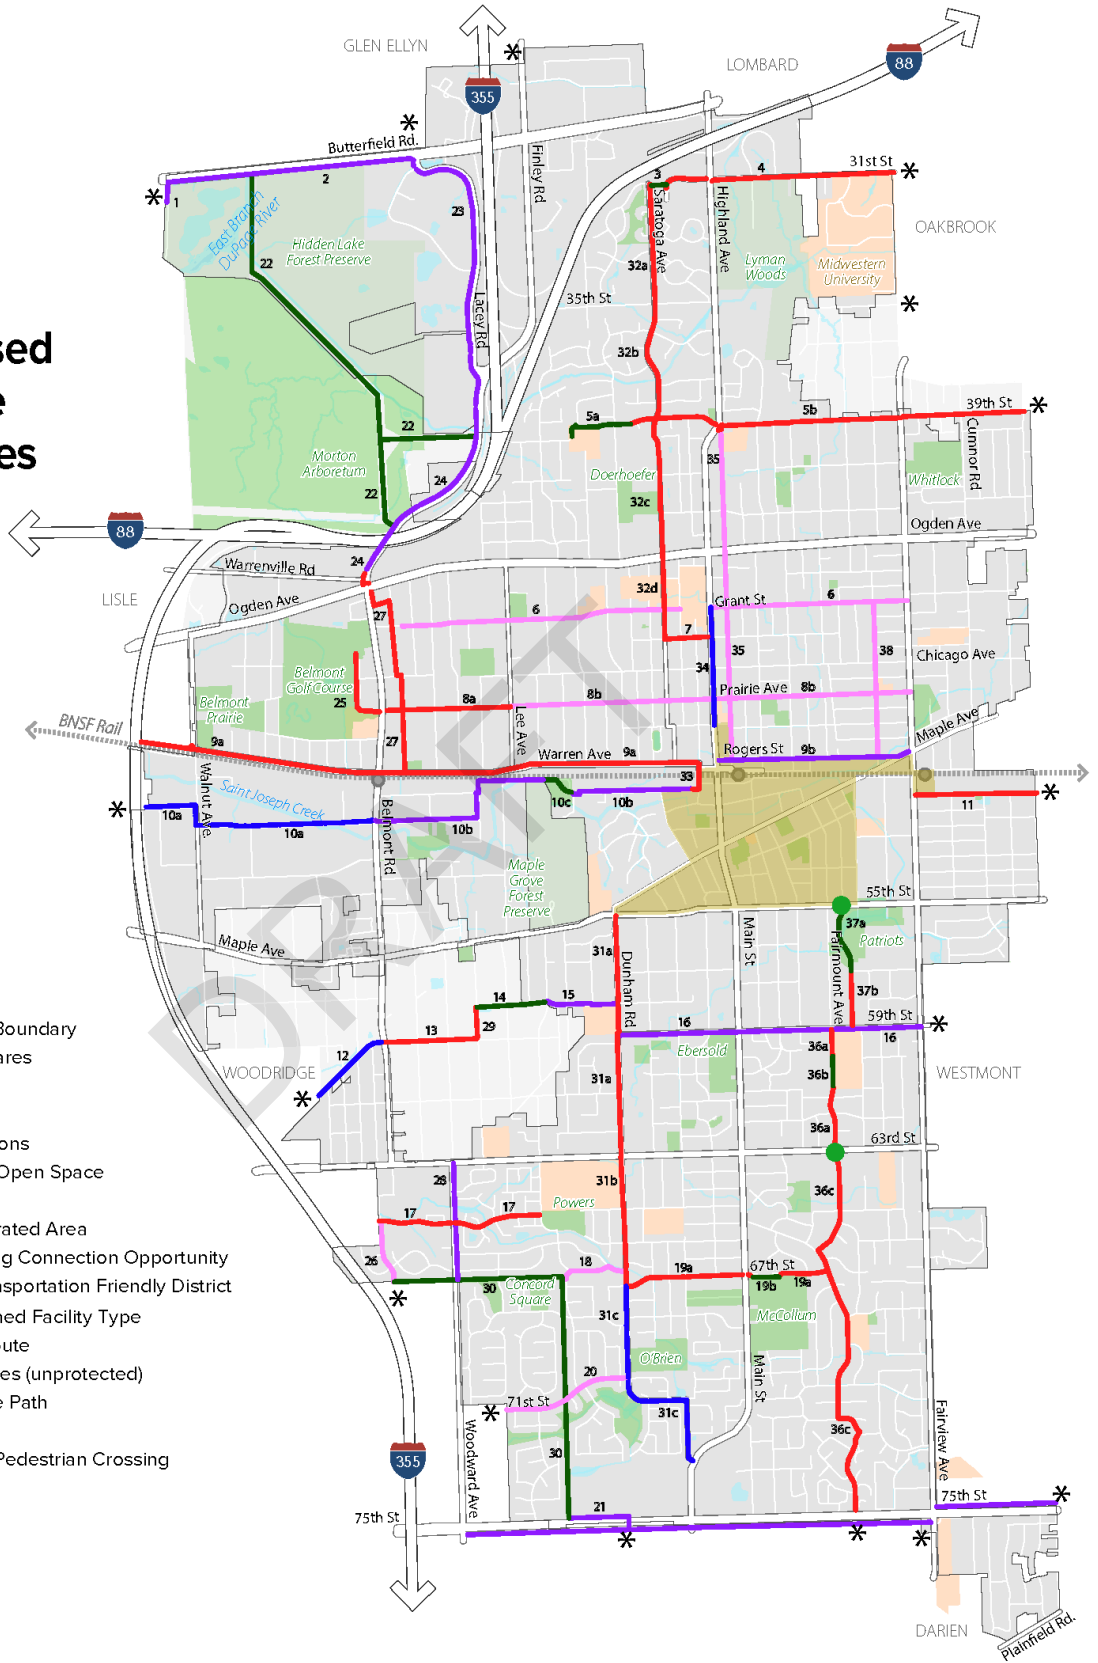 GLEN ELLYN
*
LOMBARD
88
355
*
Butterfield Rd.
2
*
1
East Branch
DuPage River
Hidden Lake
Forest Preserve
22
23
Finley Rd
Lacey Rd
35th St
3
4
31st St
*
Saratoga Ave
Highland Ave
OAKBROOK
Lyman
Woods
Midwestern
University
32a
*
32b
sed
e
es
5a
5b
39th St
*
Cumnor Rd
22
35
Morton
Arboretum
24
22
Doerhoefer
32c
Whitlock
Ogden Ave
88
24
Warrenville Rd
LISLE
Ogden Ave
27
6
32d
Grant St
6
7
34
35
38
Chicago Ave
Belmont
Golf Course
25
Belmont
Prairie
8a
8b
Prairie Ave
8b
BNSF Rail
9a
27
Lee Ave
Warren Ave
9a
Rogers St
9b
Maple Ave
33
Walnut Ave.
Saint Joseph Creek
*
10a
10a
Belmont Rd
10b
10c
10b
11
*
Maple
Grove
Forest
Preserve
55th St
37a
Patriots
Maple Ave
31a
Dunham Rd
Main St
Fairmount Ave
37b
14
15
59th St
*
16
16
Boundary
ares
13
29
12
WOODRIDGE
*
31a
Ebersold
36a
36b
WESTMONT
36a
63rd St
ons
Open Space
28
31b
36c
17
17
Powers
rated Area
ng Connection Opportunity
nsportation Friendly District
ned Facility Type
oute
es (unprotected)
e Path
Pedestrian Crossing
26
*
18
30
Concord
Square
19a
67th St
19b
19a
31c
McCollum
O'Brien
20
71st St
*
31c
Main St
36c
355
Woodward Ave
30
Fairview Ave
75th St
21
75th St
*
*
*
*
DARIEN
Plainfield Rd.
DRAFT